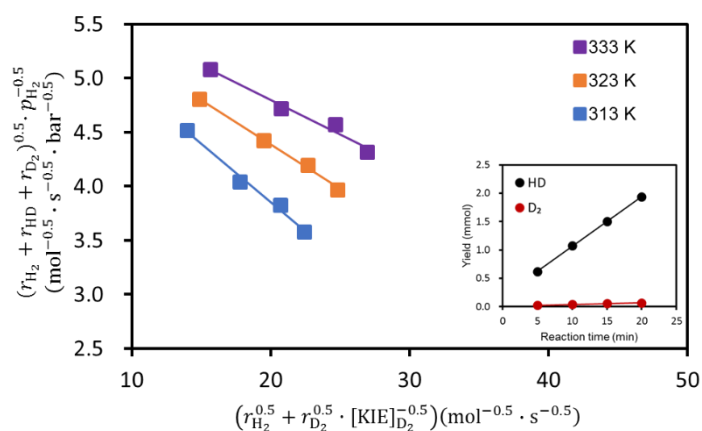 (r_H₂ + r_HD + r_D₂)^0.5 · p_H₂^-0.5
(mol^-0.5 · s^-0.5 · bar^-0.5)
5.5
5.0
4.5
4.0
3.5
3.0
2.5
333 K
323 K
313 K
Yield (mmol)
2.5
2.0
1.5
1.0
0.5
0.0
HD
D₂
0 5 10 15 20 25
Reaction time (min)
10 20 30 40 50
(r_H₂^0.5 + r_D₂^0.5 · [KIE]_D₂^-0.5)(mol^-0.5 · s^-0.5)